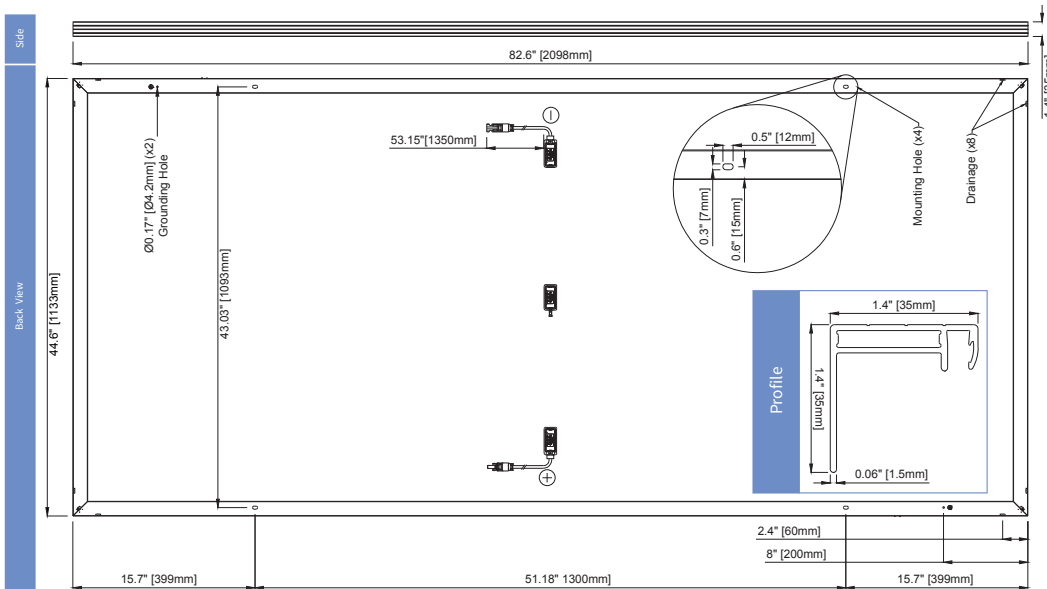 Side
82.6" [2098mm]
1.4" [35mm]
Back View
44.6" [1133mm]
Ø0.17" [Ø4.2mm] (x2)
Grounding Hole
43.03" [1093mm]
53.15"[1350mm]
−
+
0.5" [12mm]
0.3" [7mm]
0.6" [15mm]
Mounting Hole (x4)
Drainage (x8)
Profile
1.4" [35mm]
1.4" [35mm]
0.06" [1.5mm]
2.4" [60mm]
8" [200mm]
15.7" [399mm]
51.18" 1300mm]
15.7" [399mm]